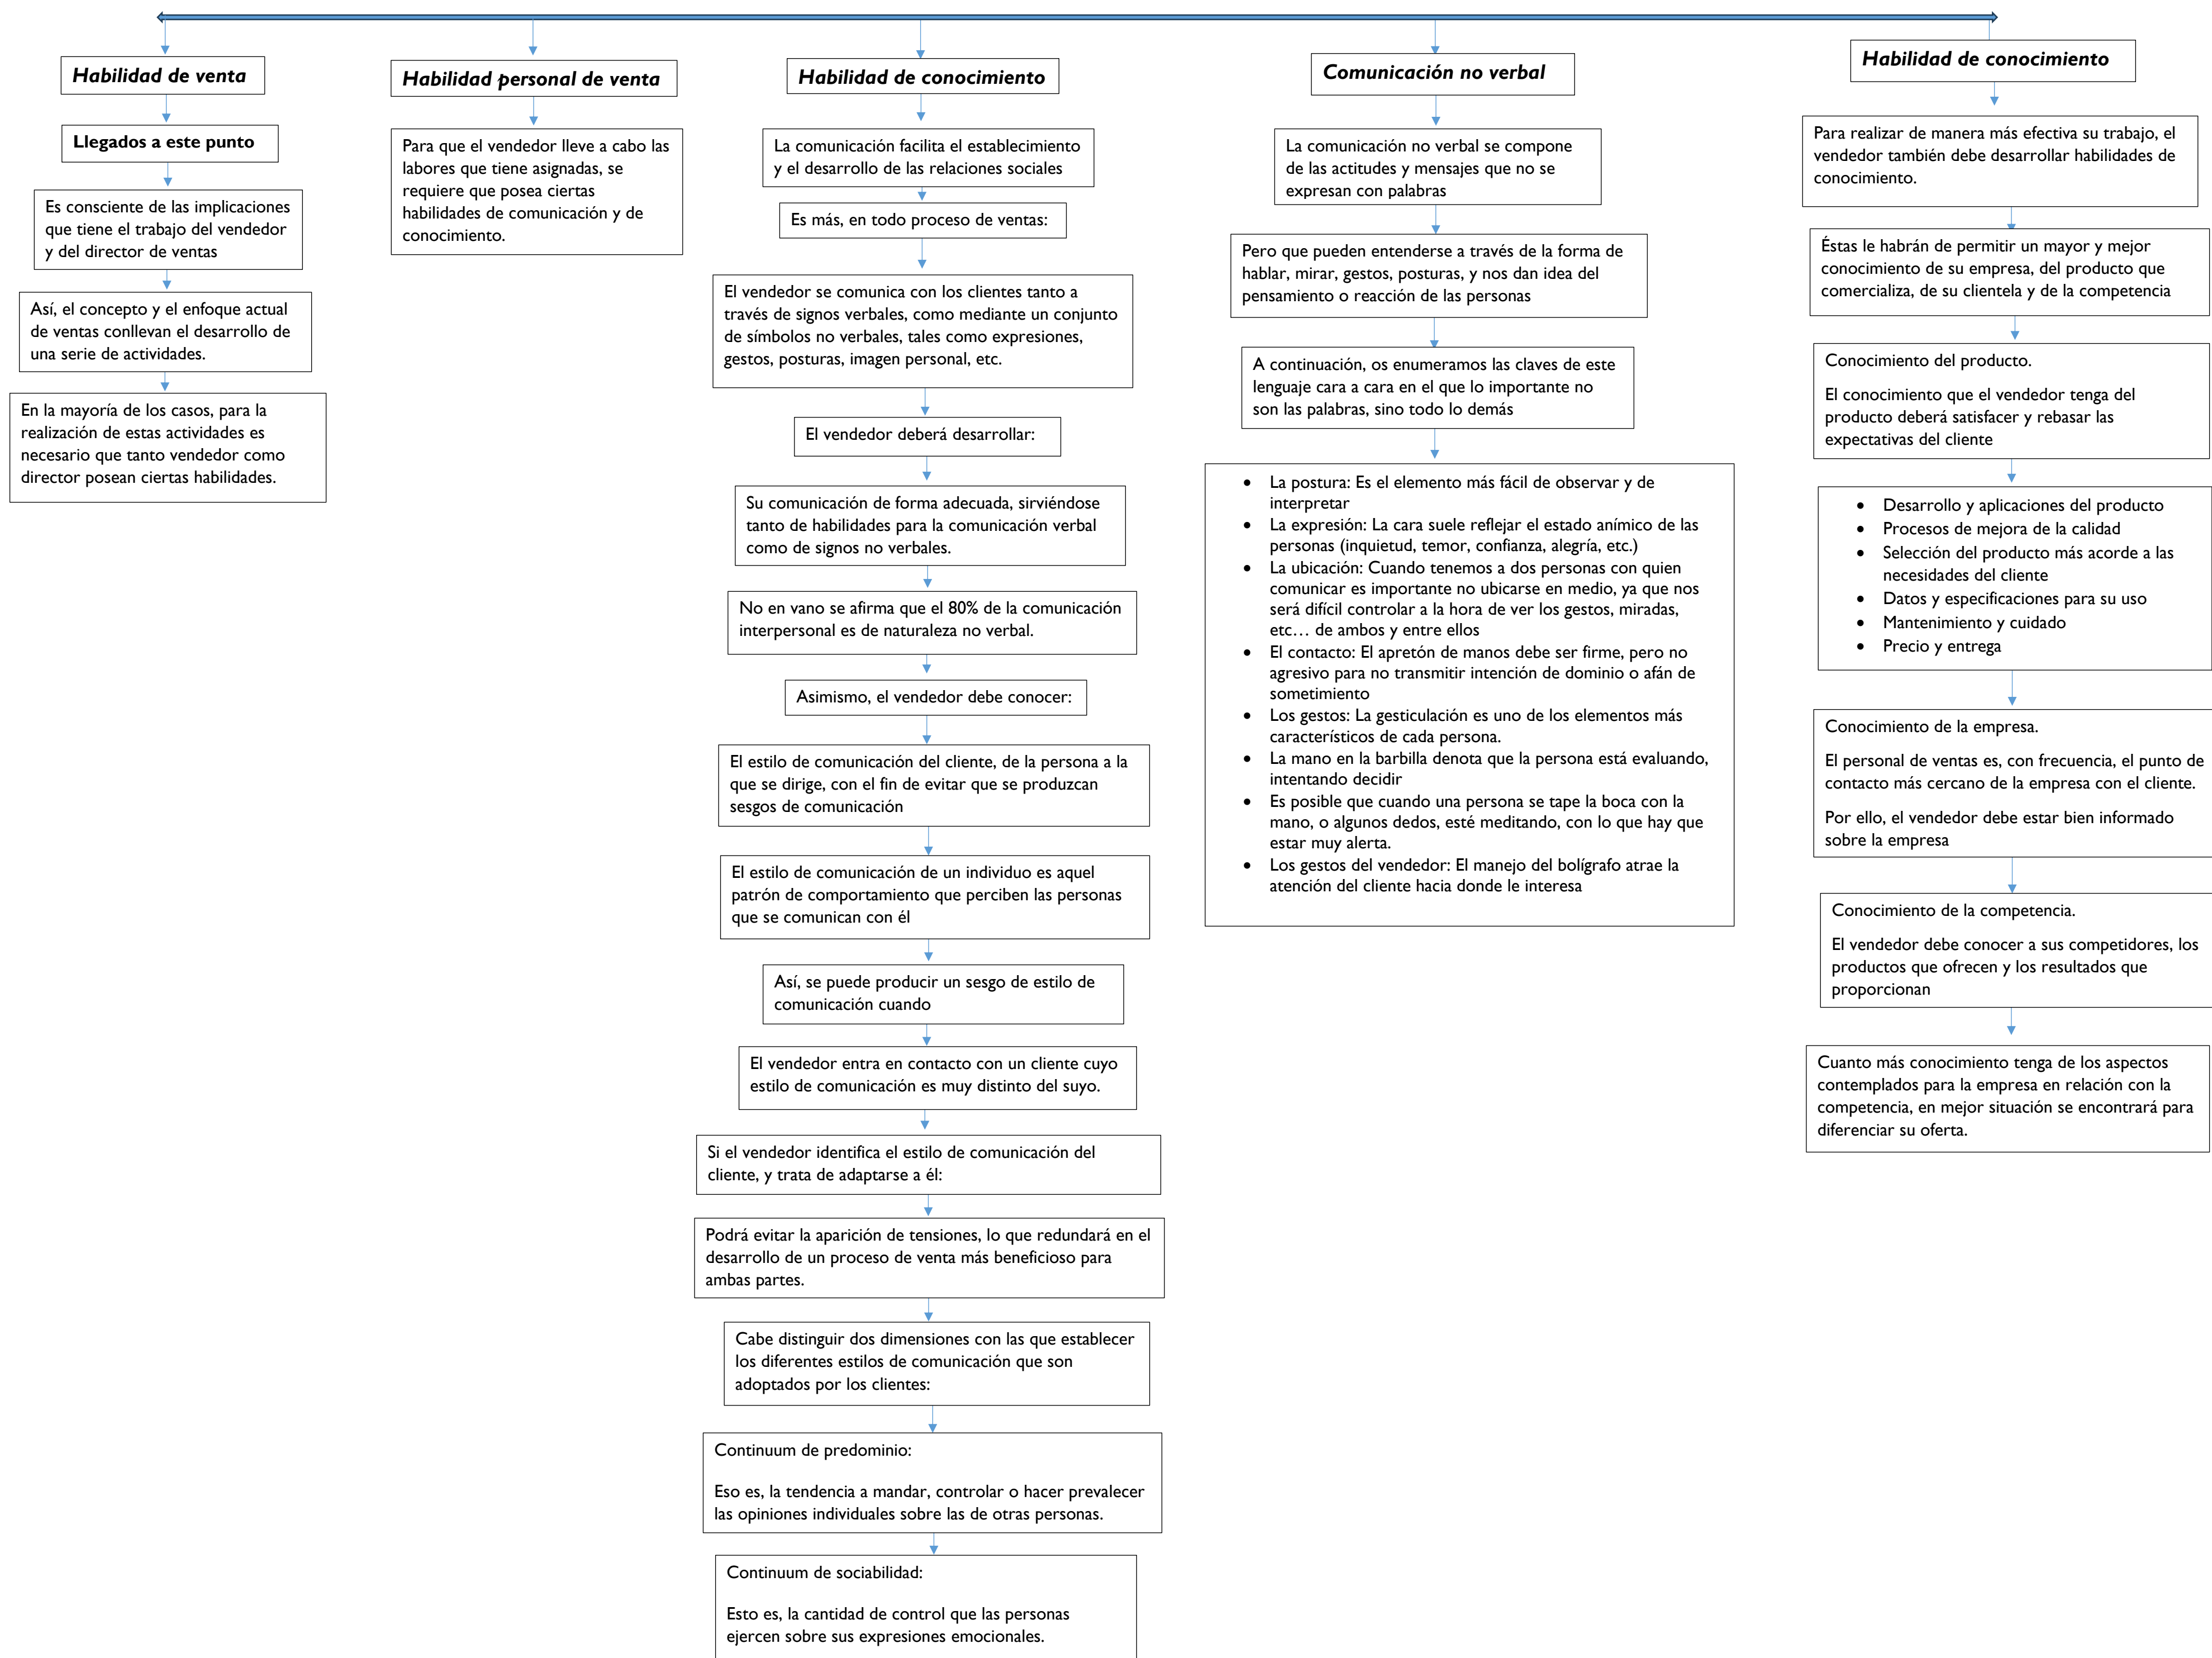 Habilidad de venta
Llegados a este punto
Es consciente de las implicaciones
que tiene el trabajo del vendedor
y del director de ventas
Así, el concepto y el enfoque actual
de ventas conllevan el desarrollo de
una serie de actividades.
En la mayoría de los casos, para la
realización de estas actividades es
necesario que tanto vendedor como
director posean ciertas habilidades.
Habilidad personal de venta
Para que el vendedor lleve a cabo las
labores que tiene asignadas, se
requiere que posea ciertas
habilidades de comunicación y de
conocimiento.
Habilidad de conocimiento
La comunicación facilita el establecimiento
y el desarrollo de las relaciones sociales
Es más, en todo proceso de ventas:
El vendedor se comunica con los clientes tanto a
través de signos verbales, como mediante un conjunto
de símbolos no verbales, tales como expresiones,
gestos, posturas, imagen personal, etc.
El vendedor deberá desarrollar:
Su comunicación de forma adecuada, sirviéndose
tanto de habilidades para la comunicación verbal
como de signos no verbales.
No en vano se afirma que el 80% de la comunicación
interpersonal es de naturaleza no verbal.
Asimismo, el vendedor debe conocer:
El estilo de comunicación del cliente, de la persona a la
que se dirige, con el fin de evitar que se produzcan
sesgos de comunicación
El estilo de comunicación de un individuo es aquel
patrón de comportamiento que perciben las personas
que se comunican con él
Así, se puede producir un sesgo de estilo de
comunicación cuando
El vendedor entra en contacto con un cliente cuyo
estilo de comunicación es muy distinto del suyo.
Si el vendedor identifica el estilo de comunicación del
cliente, y trata de adaptarse a él:
Podrá evitar la aparición de tensiones, lo que redundará en el
desarrollo de un proceso de venta más beneficioso para
ambas partes.
Cabe distinguir dos dimensiones con las que establecer
los diferentes estilos de comunicación que son
adoptados por los clientes:
Continuum de predominio:
Eso es, la tendencia a mandar, controlar o hacer prevalecer
las opiniones individuales sobre las de otras personas.
Continuum de sociabilidad:
Esto es, la cantidad de control que las personas
ejercen sobre sus expresiones emocionales.
Comunicación no verbal
La comunicación no verbal se compone
de las actitudes y mensajes que no se
expresan con palabras
Pero que pueden entenderse a través de la forma de
hablar, mirar, gestos, posturas, y nos dan idea del
pensamiento o reacción de las personas
A continuación, os enumeramos las claves de este
lenguaje cara a cara en el que lo importante no
son las palabras, sino todo lo demás
• La postura: Es el elemento más fácil de observar y de
interpretar
• La expresión: La cara suele reflejar el estado anímico de las
personas (inquietud, temor, confianza, alegría, etc.)
• La ubicación: Cuando tenemos a dos personas con quien
comunicar es importante no ubicarse en medio, ya que nos
será difícil controlar a la hora de ver los gestos, miradas,
etc… de ambos y entre ellos
• El contacto: El apretón de manos debe ser firme, pero no
agresivo para no transmitir intención de dominio o afán de
sometimiento
• Los gestos: La gesticulación es uno de los elementos más
característicos de cada persona.
• La mano en la barbilla denota que la persona está evaluando,
intentando decidir
• Es posible que cuando una persona se tape la boca con la
mano, o algunos dedos, esté meditando, con lo que hay que
estar muy alerta.
• Los gestos del vendedor: El manejo del bolígrafo atrae la
atención del cliente hacia donde le interesa
Habilidad de conocimiento
Para realizar de manera más efectiva su trabajo, el
vendedor también debe desarrollar habilidades de
conocimiento.
Éstas le habrán de permitir un mayor y mejor
conocimiento de su empresa, del producto que
comercializa, de su clientela y de la competencia
Conocimiento del producto.
El conocimiento que el vendedor tenga del
producto deberá satisfacer y rebasar las
expectativas del cliente
• Desarrollo y aplicaciones del producto
• Procesos de mejora de la calidad
• Selección del producto más acorde a las
necesidades del cliente
• Datos y especificaciones para su uso
• Mantenimiento y cuidado
• Precio y entrega
Conocimiento de la empresa.
El personal de ventas es, con frecuencia, el punto de
contacto más cercano de la empresa con el cliente.
Por ello, el vendedor debe estar bien informado
sobre la empresa
Conocimiento de la competencia.
El vendedor debe conocer a sus competidores, los
productos que ofrecen y los resultados que
proporcionan
Cuanto más conocimiento tenga de los aspectos
contemplados para la empresa en relación con la
competencia, en mejor situación se encontrará para
diferenciar su oferta.